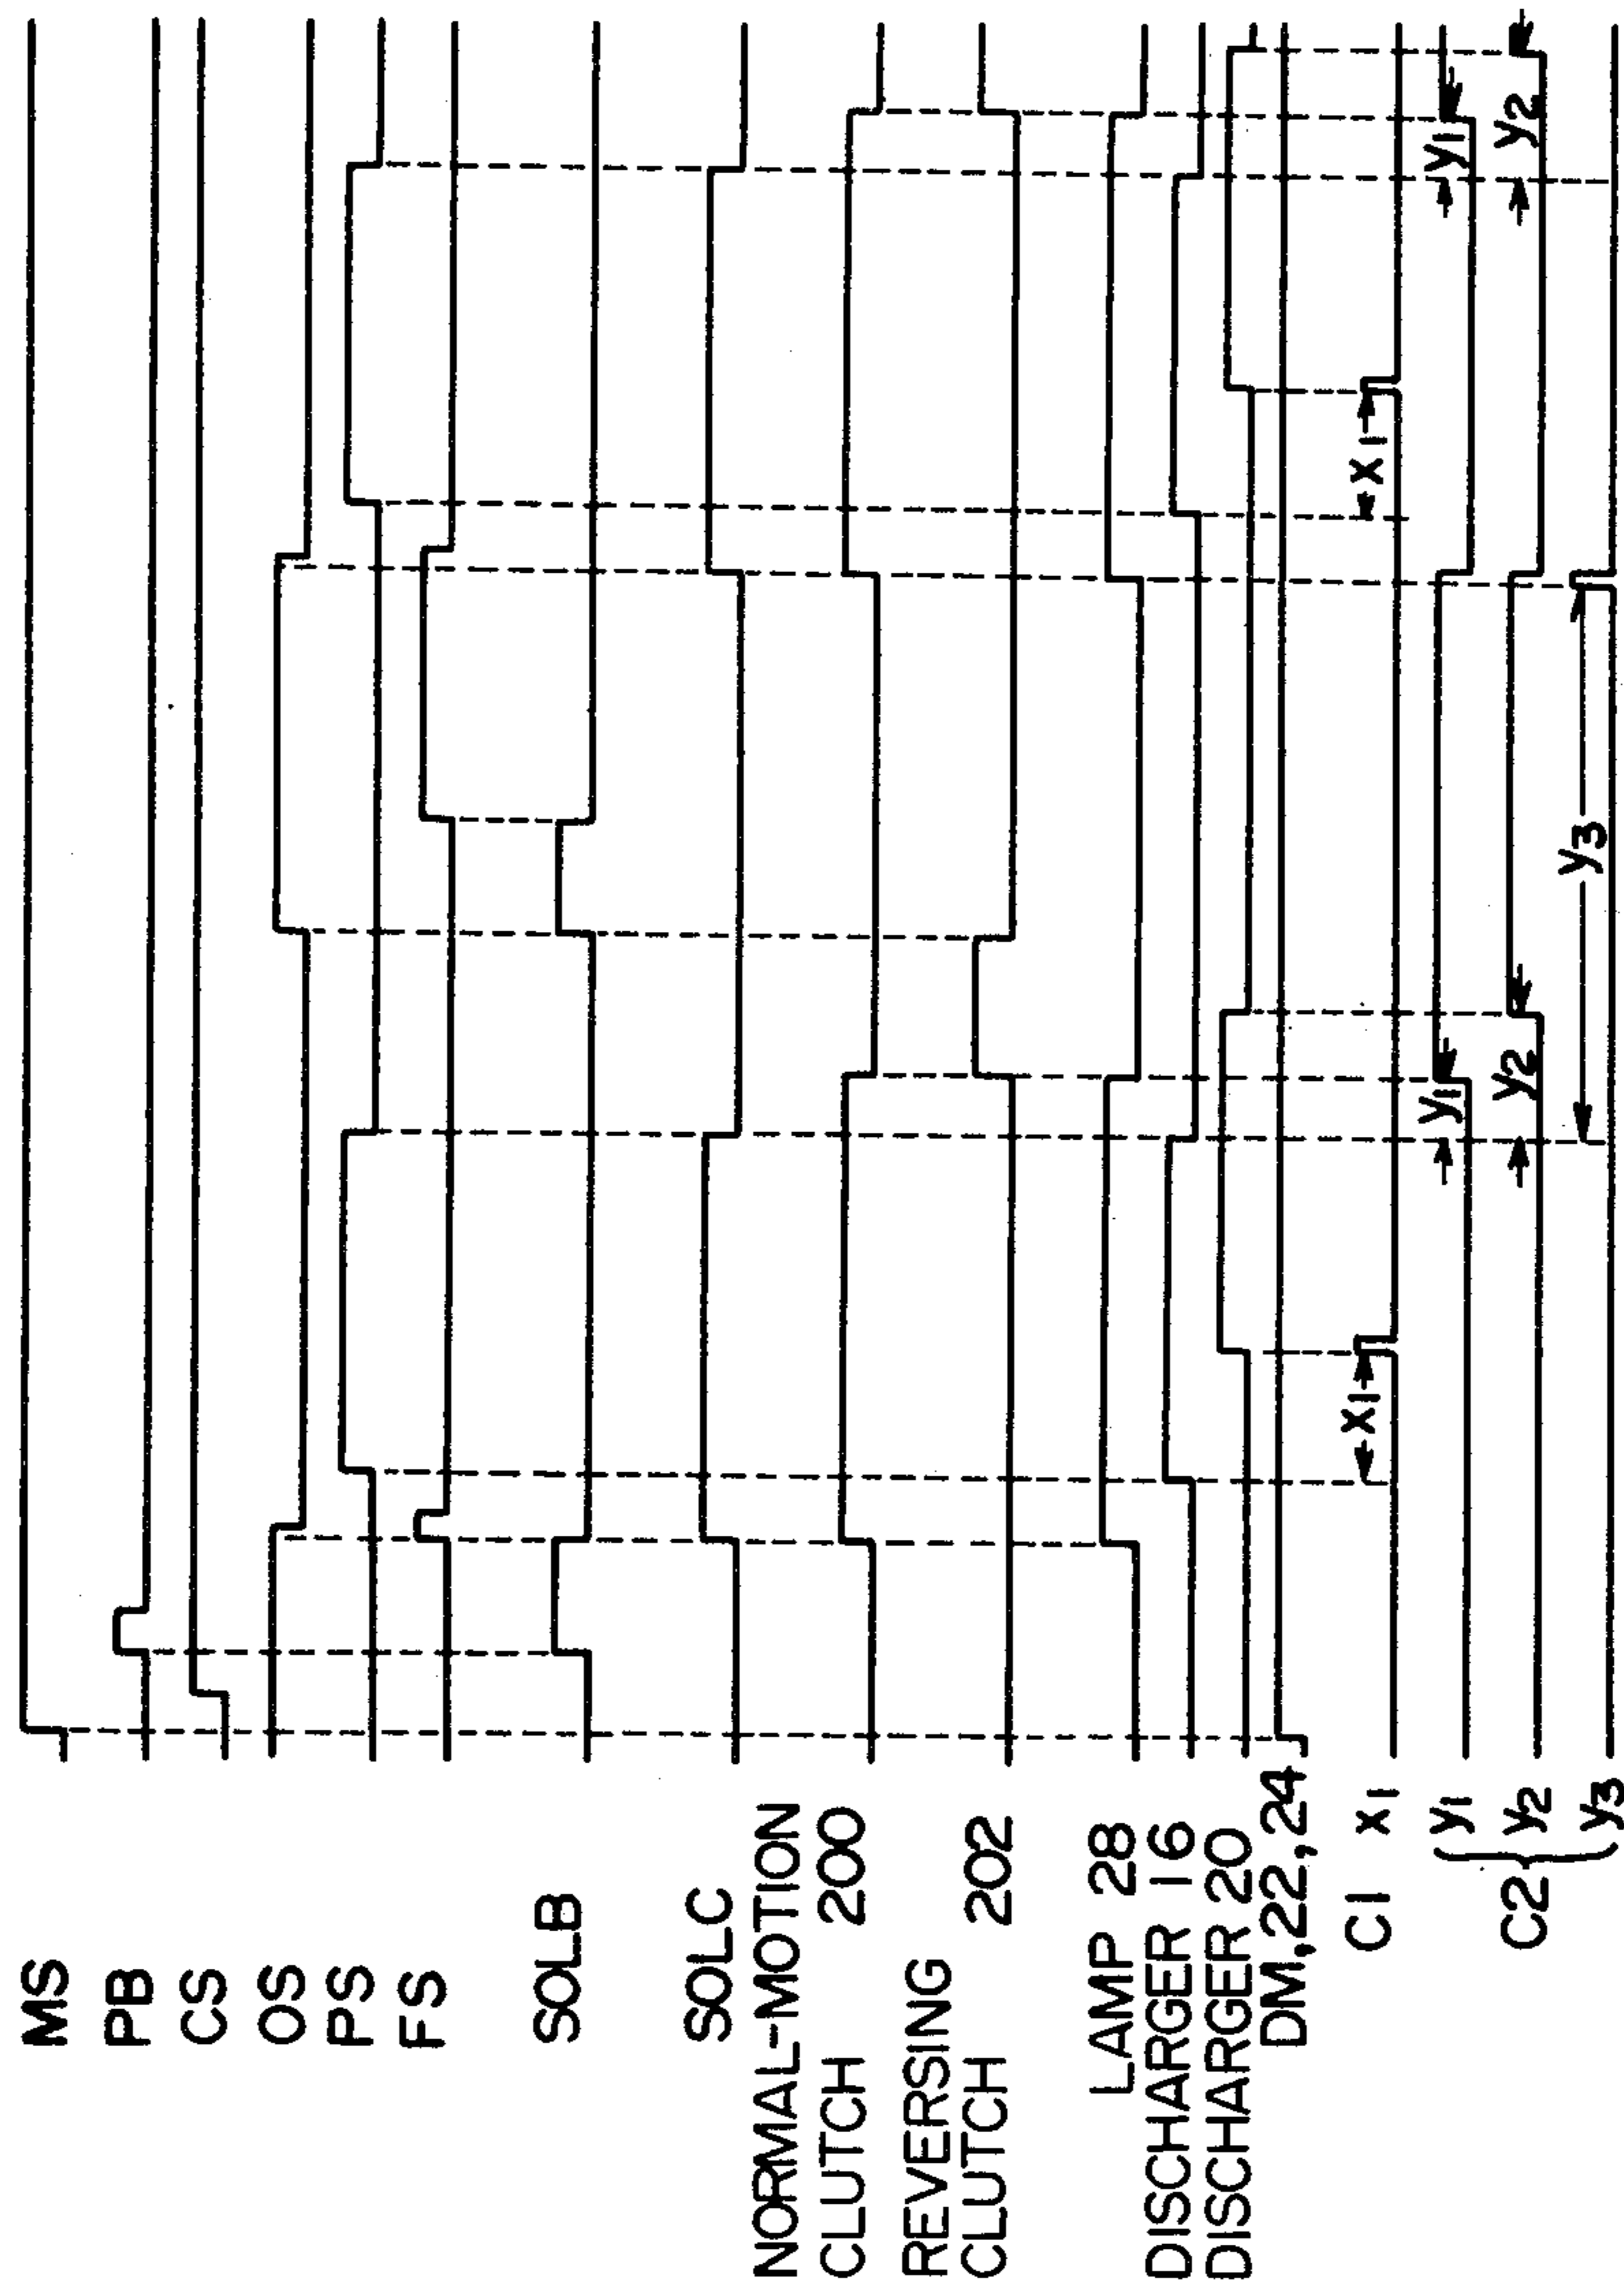 MS
PB
CS
OS
PS
FS
SOLB
SOLC
NORMAL-MOTION
CLUTCH 200
REVERSING
CLUTCH 202
LAMP 28
DISCHARGER 16
DISCHARGER 20
DM,22,24
C1 X1
X1
X1
C2 y1
y1
y1
y2
y2
y2
y3
y3